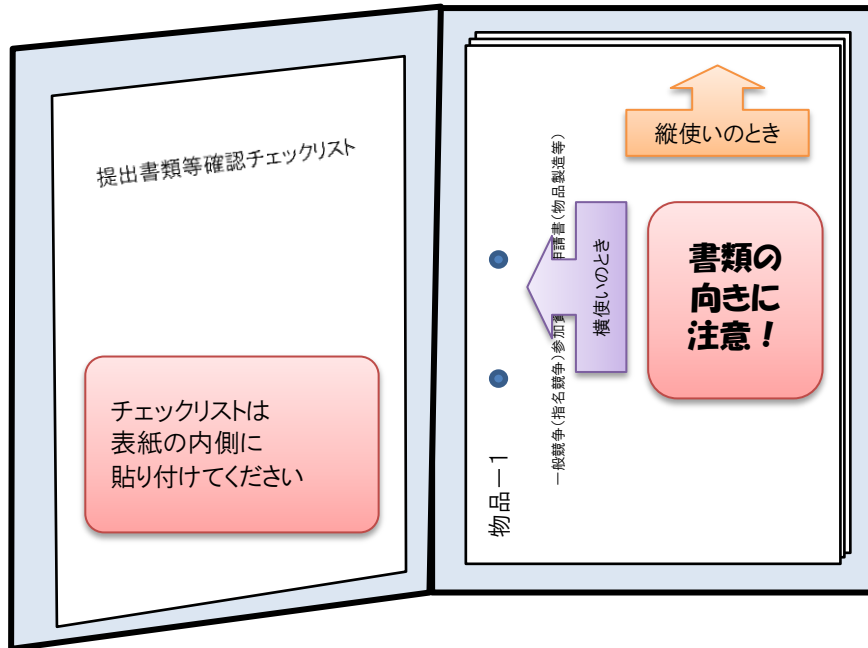 提出書類等確認チェックリスト
チェックリストは
表紙の内側に
貼り付けてください
縦使いのとき
横使いのとき
書類の
向きに
注意！
物品ー1
一般競争(指名競争)参加 申請書(物品製造等)